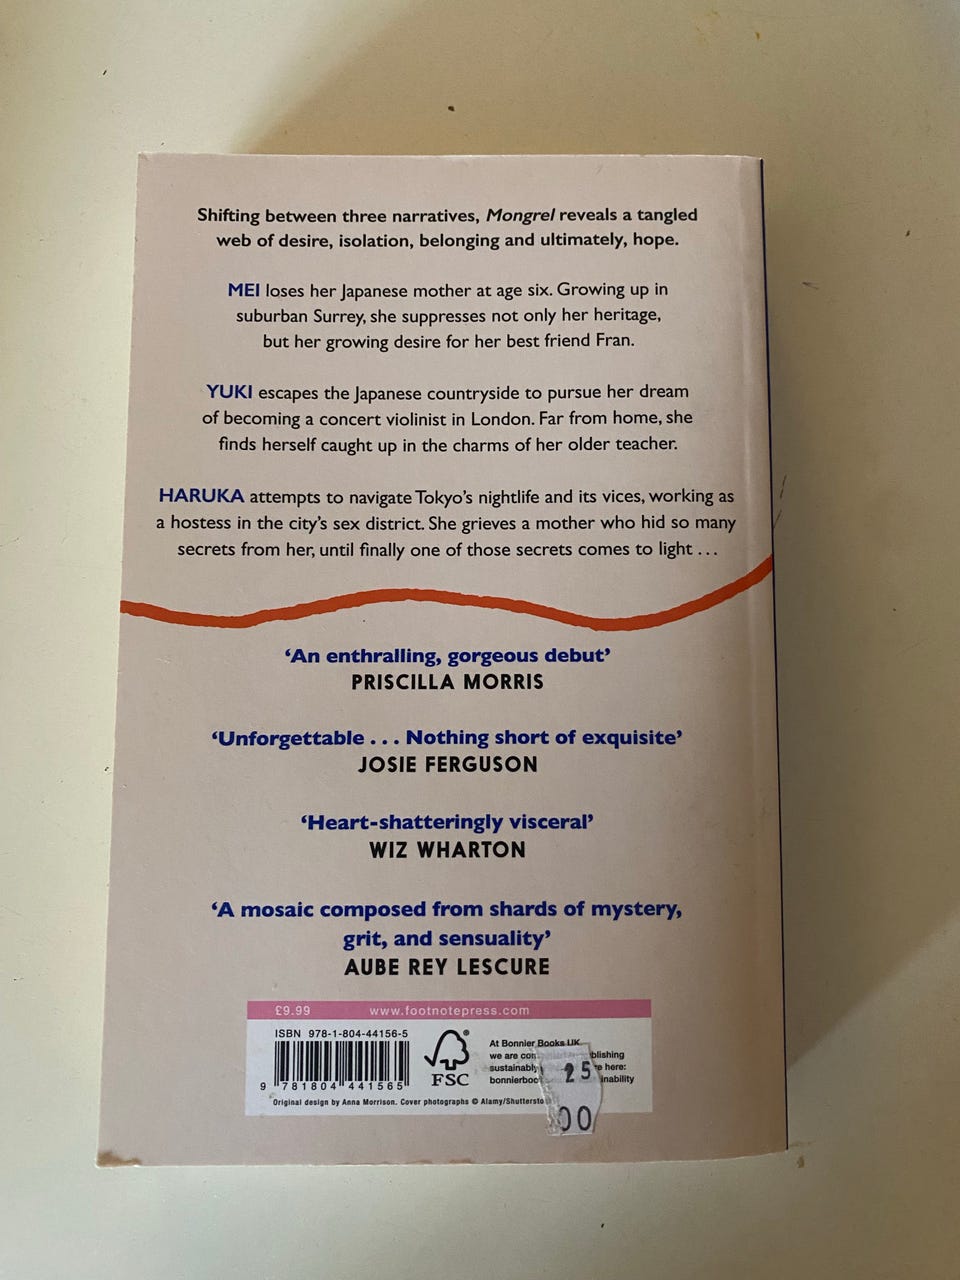 Shifting between three narratives, Mongrel reveals a tangled
web of desire, isolation, belonging and ultimately, hope.
MEI loses her Japanese mother at age six. Growing up in
suburban Surrey, she suppresses not only her heritage,
but her growing desire for her best friend Fran.
YUKI escapes the Japanese countryside to pursue her dream
of becoming a concert violinist in London. Far from home, she
finds herself caught up in the charms of her older teacher.
HARUKA attempts to navigate Tokyo's nightlife and its vices, working as
a hostess in the city's sex district. She grieves a mother who hid so many
secrets from her, until finally one of those secrets comes to light ...
‘An enthralling, gorgeous debut’
PRISCILLA MORRIS
‘Unforgettable ... Nothing short of exquisite’
JOSIE FERGUSON
‘Heart-shatteringly visceral’
WIZ WHARTON
‘A mosaic composed from shards of mystery,
grit, and sensuality’
AUBE REY LESCURE
£9.99 www.footnotepress.com
ISBN 978-1-804-44156-5
9 781804 441565
FSC
At Bonnier Books UK
we are
sustainably
here:
Original design by Anna Morrison. Cover photographs © Alamy/
25
00